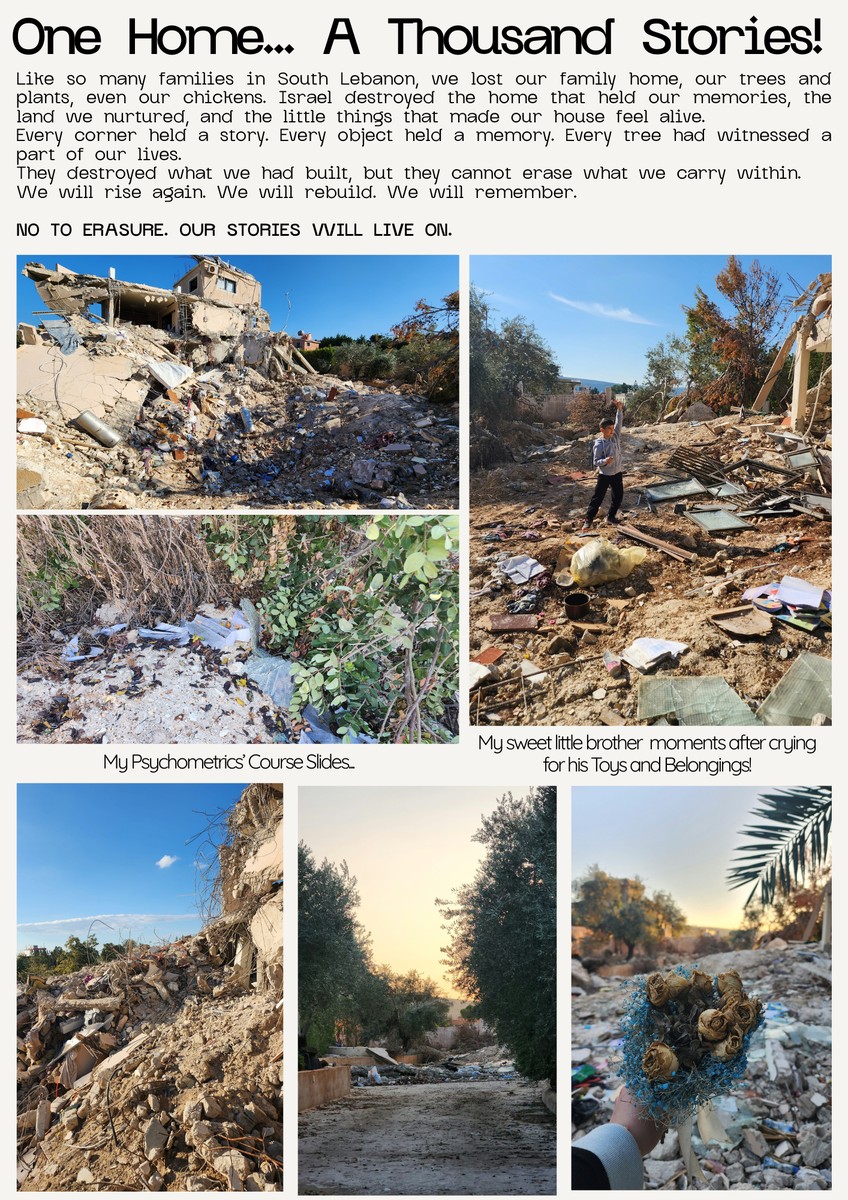 One Home... A Thousand Stories!
Like so many families in South Lebanon, we lost our family home, our trees and
plants, even our chickens. Israel destroyed the home that held our memories, the
land we nurtured, and the little things that made our house feel alive.
Every corner held a story. Every object held a memory. Every tree had witnessed a
part of our lives.
They destroyed what we had built, but they cannot erase what we carry within.
We will rise again. We will rebuild. We will remember.
NO TO ERASURE. OUR STORIES WILL LIVE ON.
My Psychometrics' Course Slides...
My sweet little brother moments after crying
for his Toys and Belongings!